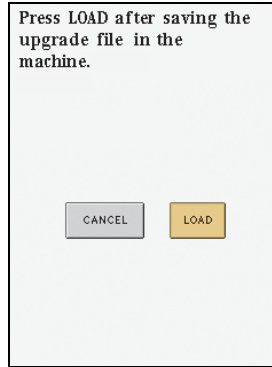 Press LOAD after saving the
upgrade file in the
machine.
CANCEL LOAD